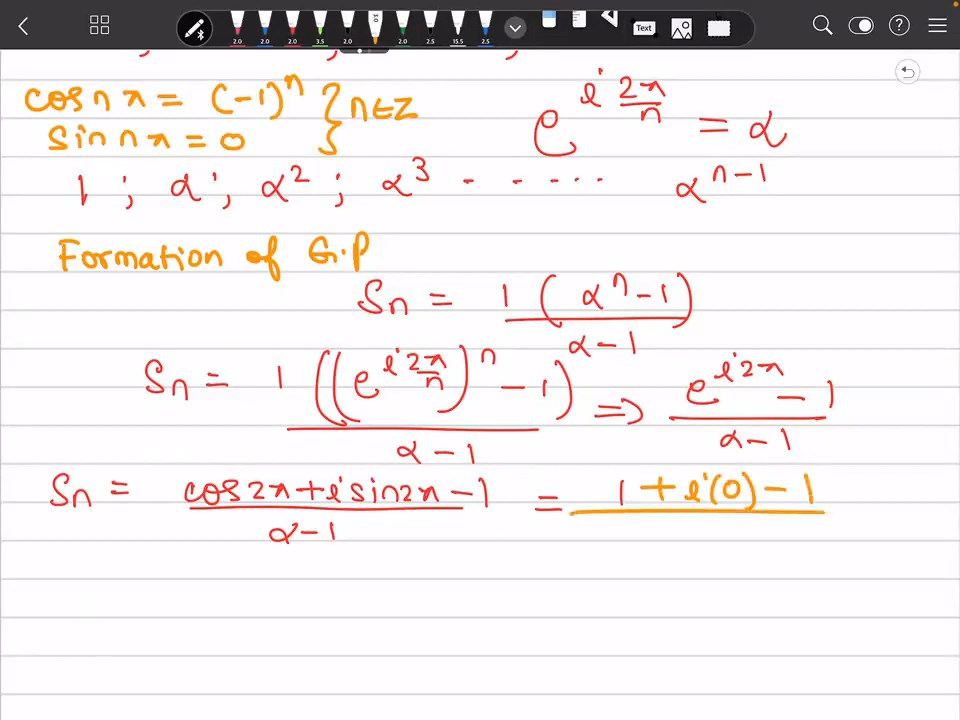 Text
cos nπ = (-1)^n } n∈Z e^(i 2π/n) = α
sin nπ = 0
1 ; α ; α^2 ; α^3 - - - ... α^(n-1)
Formation of G.P
Sn = 1 (α^n - 1) / (α - 1)
Sn = 1 ((e^(i 2π/n))^n - 1) / (α - 1) ⇒ (e^(i2π) - 1) / (α - 1)
Sn = (cos 2π + i sin 2π - 1) / (α - 1) = 1 + i(0) - 1